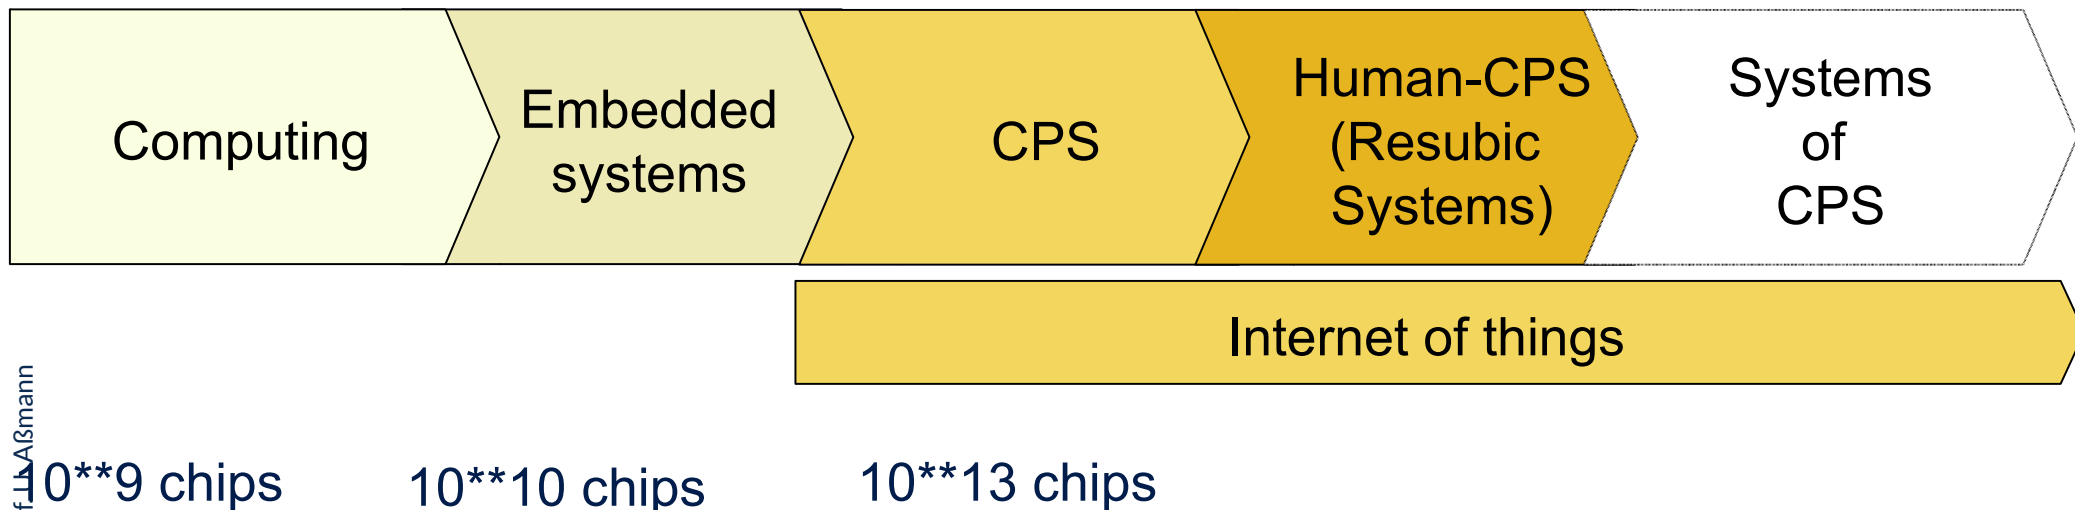 Computing
Embedded
systems
CPS
Human-CPS
(Resubic
Systems)
Systems
of
CPS
Internet of things
Aßmann
10**9 chips
10**10 chips
10**13 chips